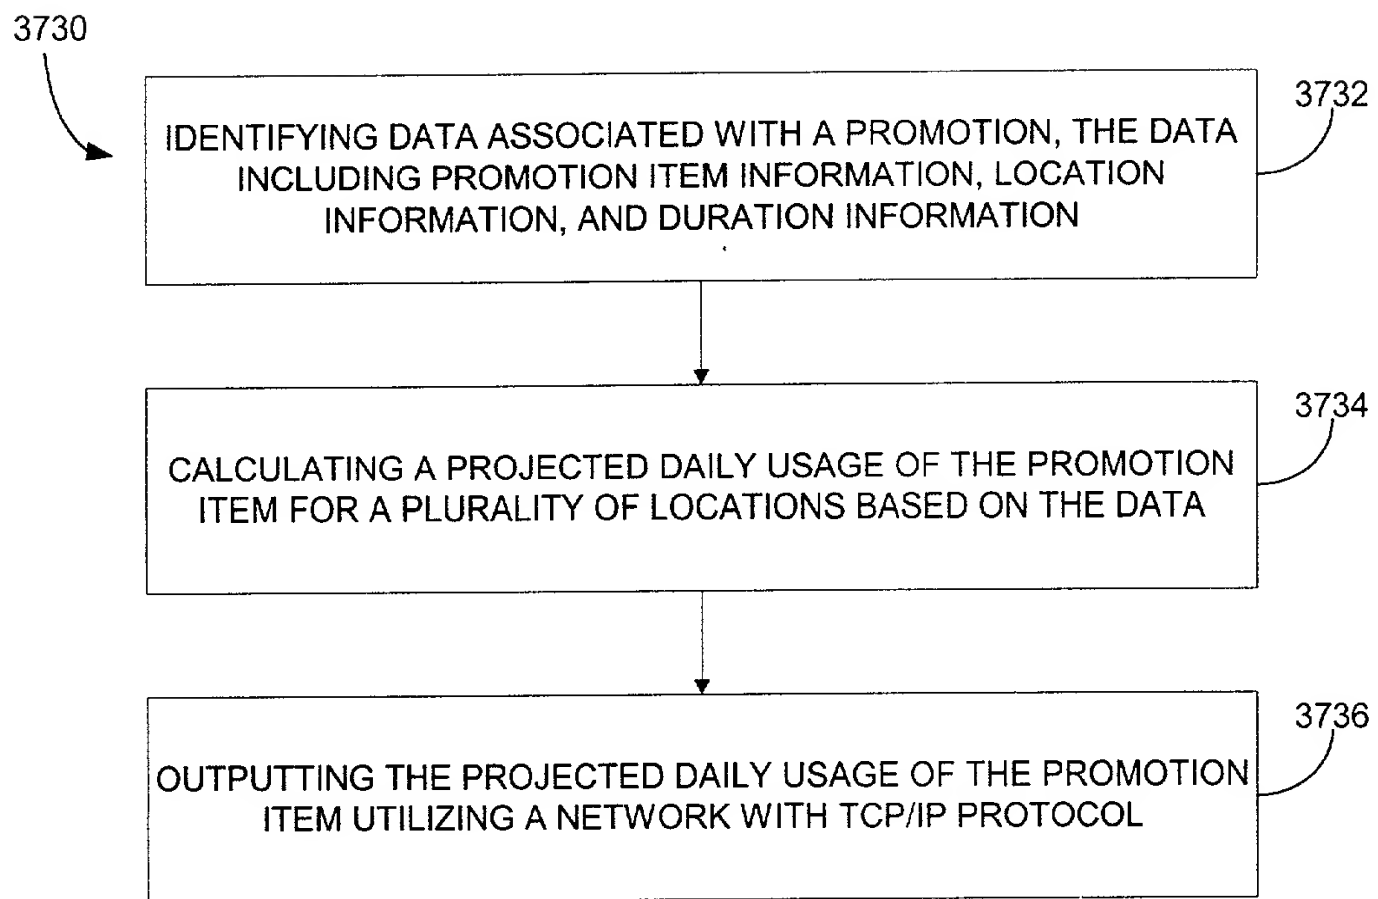 3730
3732
IDENTIFYING DATA ASSOCIATED WITH A PROMOTION, THE DATA
INCLUDING PROMOTION ITEM INFORMATION, LOCATION
INFORMATION, AND DURATION INFORMATION
3734
CALCULATING A PROJECTED DAILY USAGE OF THE PROMOTION
ITEM FOR A PLURALITY OF LOCATIONS BASED ON THE DATA
3736
OUTPUTTING THE PROJECTED DAILY USAGE OF THE PROMOTION
ITEM UTILIZING A NETWORK WITH TCP/IP PROTOCOL